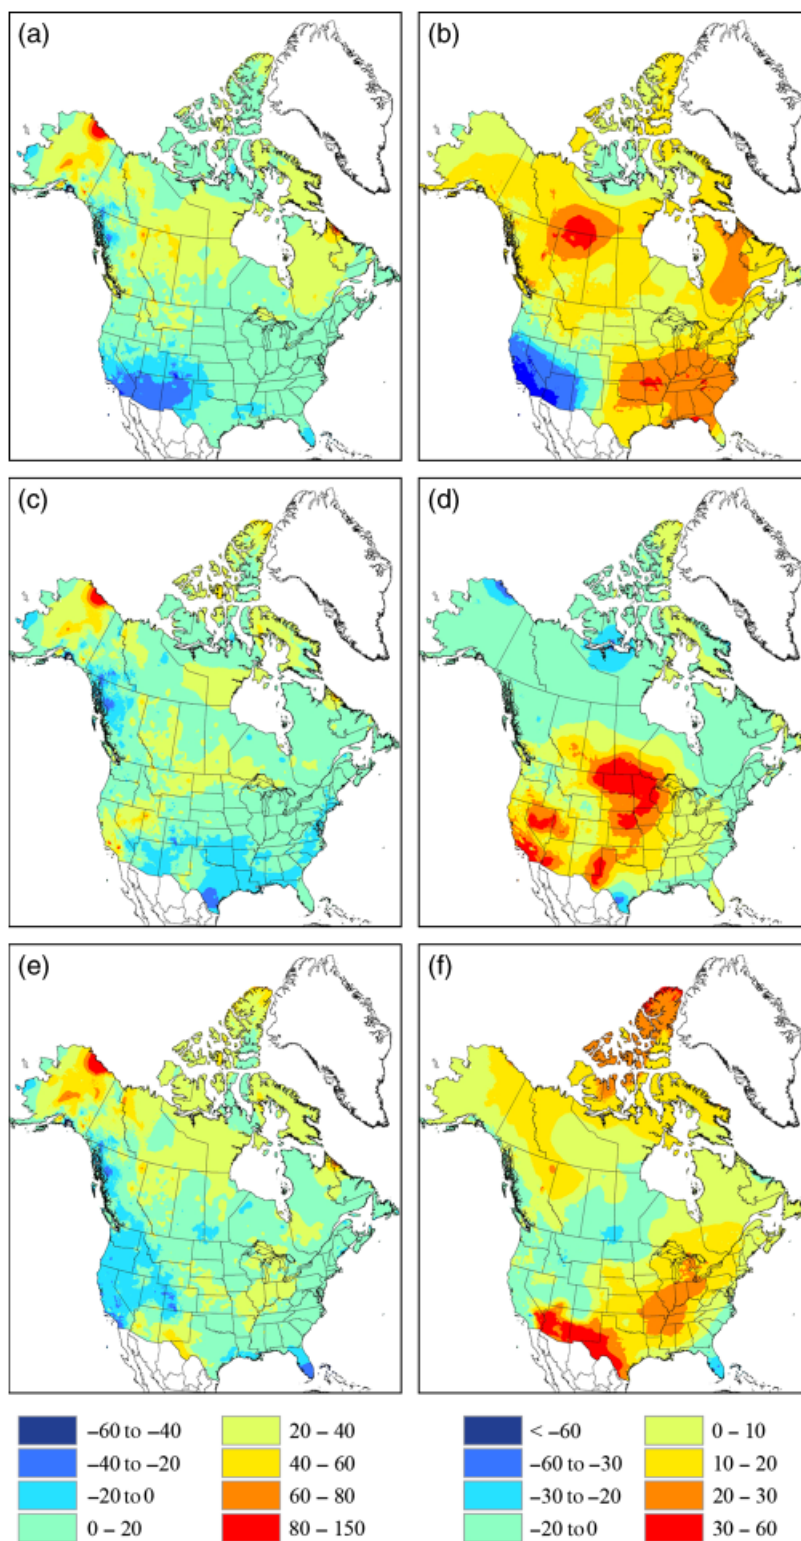 (a) (b)
(c) (d)
(e) (f)
−60 to −40 20 – 40 < −60 0 – 10
−40 to −20 40 – 60 −60 to −30 10 – 20
−20 to 0 60 – 80 −30 to −20 20 – 30
0 – 20 80 – 150 −20 to 0 30 – 60